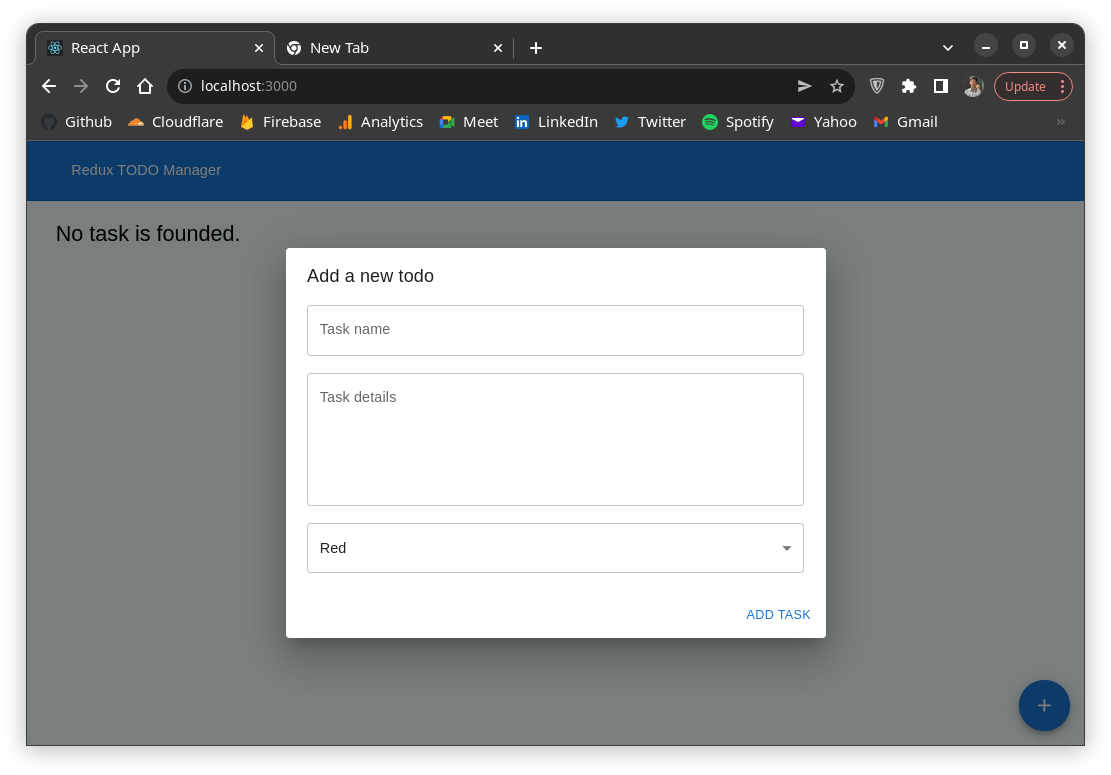 React App
New Tab
localhost:3000
Update
Github Cloudflare Firebase Analytics Meet LinkedIn Twitter Spotify Yahoo Gmail
Redux TODO Manager
No task is founded.
Add a new todo
Task name
Task details
Red
ADD TASK